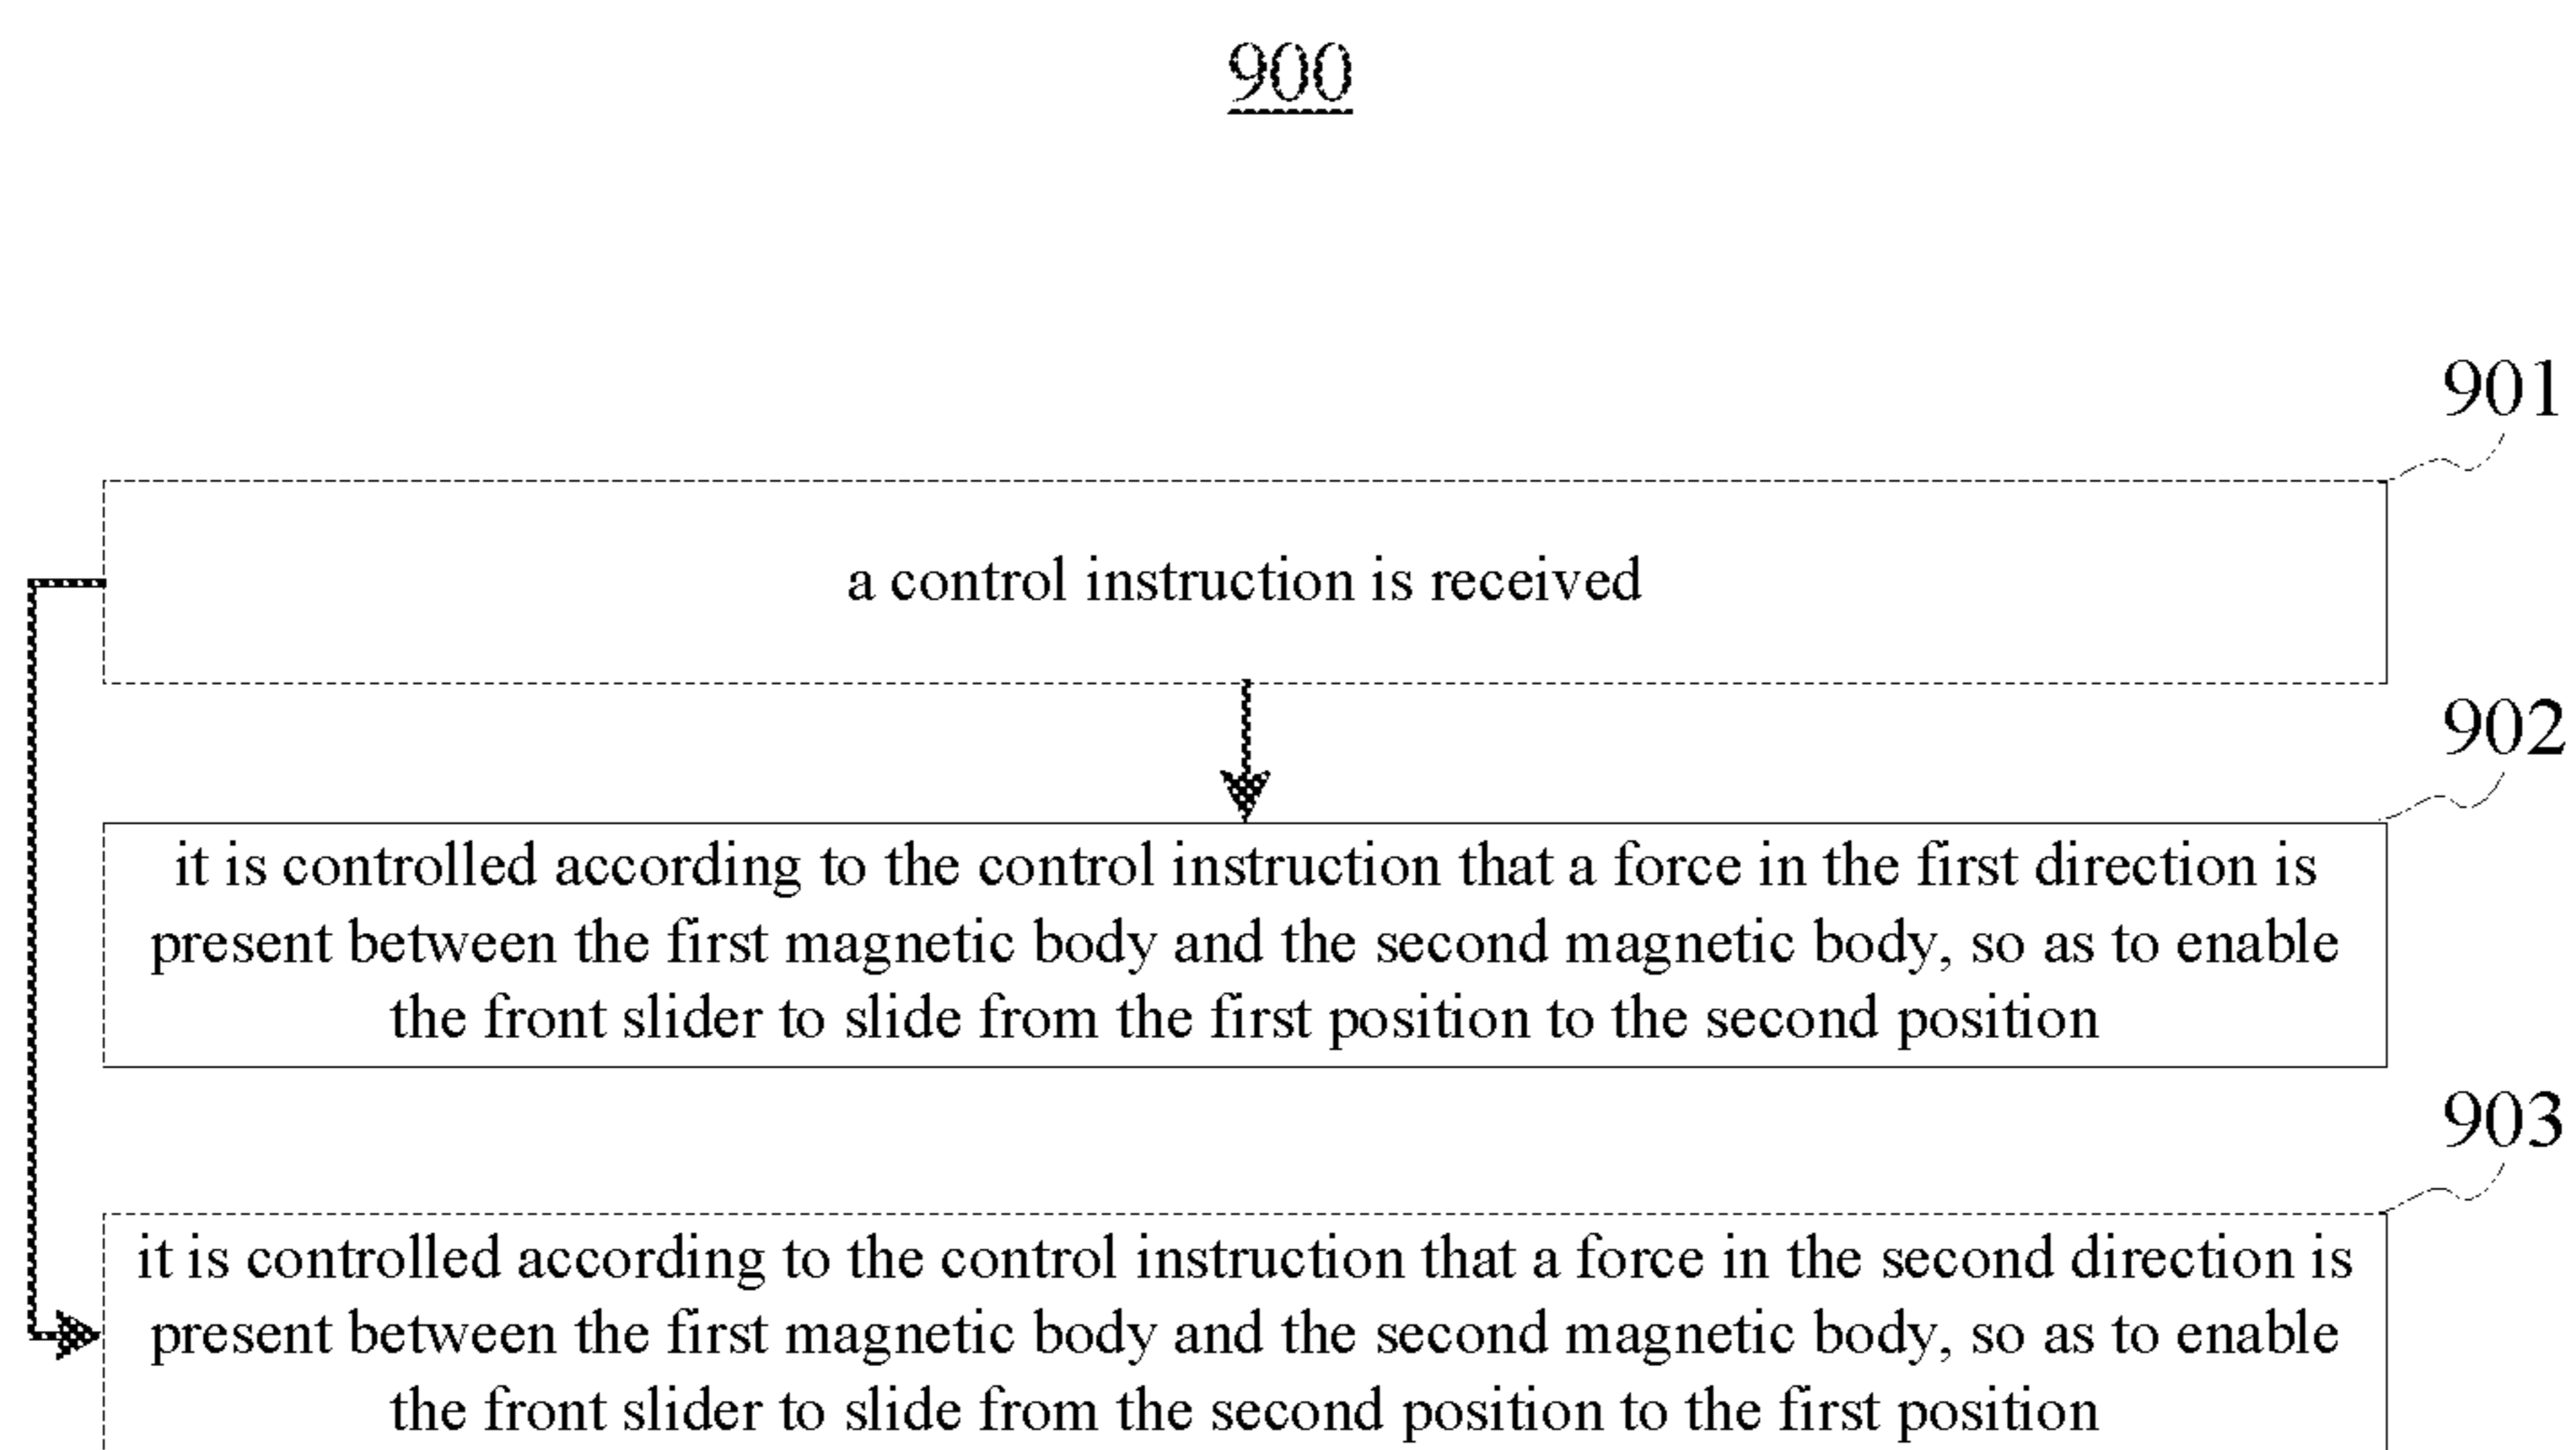 900
901
a control instruction is received
902
it is controlled according to the control instruction that a force in the first direction is
present between the first magnetic body and the second magnetic body, so as to enable
the front slider to slide from the first position to the second position
903
it is controlled according to the control instruction that a force in the second direction is
present between the first magnetic body and the second magnetic body, so as to enable
the front slider to slide from the second position to the first position